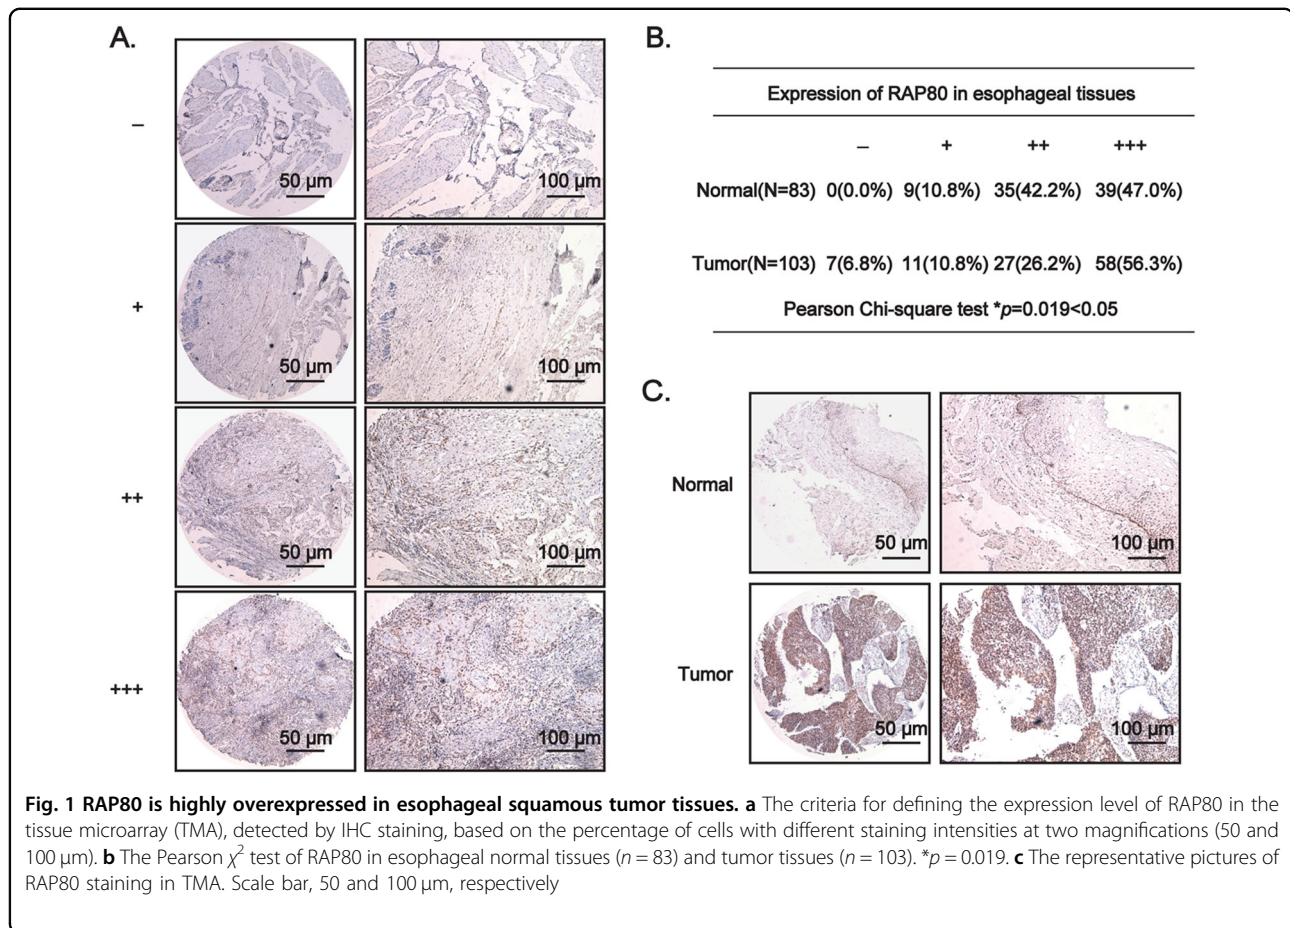 A.
–
50 µm
100 µm
+
50 µm
100 µm
++
50 µm
100 µm
+++
50 µm
100 µm
B.
Expression of RAP80 in esophageal tissues
– + ++ +++
Normal(N=83) 0(0.0%) 9(10.8%) 35(42.2%) 39(47.0%)
Tumor(N=103) 7(6.8%) 11(10.8%) 27(26.2%) 58(56.3%)
Pearson Chi-square test *p=0.019<0.05
C.
Normal
50 µm
100 µm
Tumor
50 µm
100 µm
Fig. 1 RAP80 is highly overexpressed in esophageal squamous tumor tissues. a The criteria for defining the expression level of RAP80 in the
tissue microarray (TMA), detected by IHC staining, based on the percentage of cells with different staining intensities at two magnifications (50 and
100 µm). b The Pearson χ² test of RAP80 in esophageal normal tissues (n = 83) and tumor tissues (n = 103). *p = 0.019. c The representative pictures of
RAP80 staining in TMA. Scale bar, 50 and 100 µm, respectively